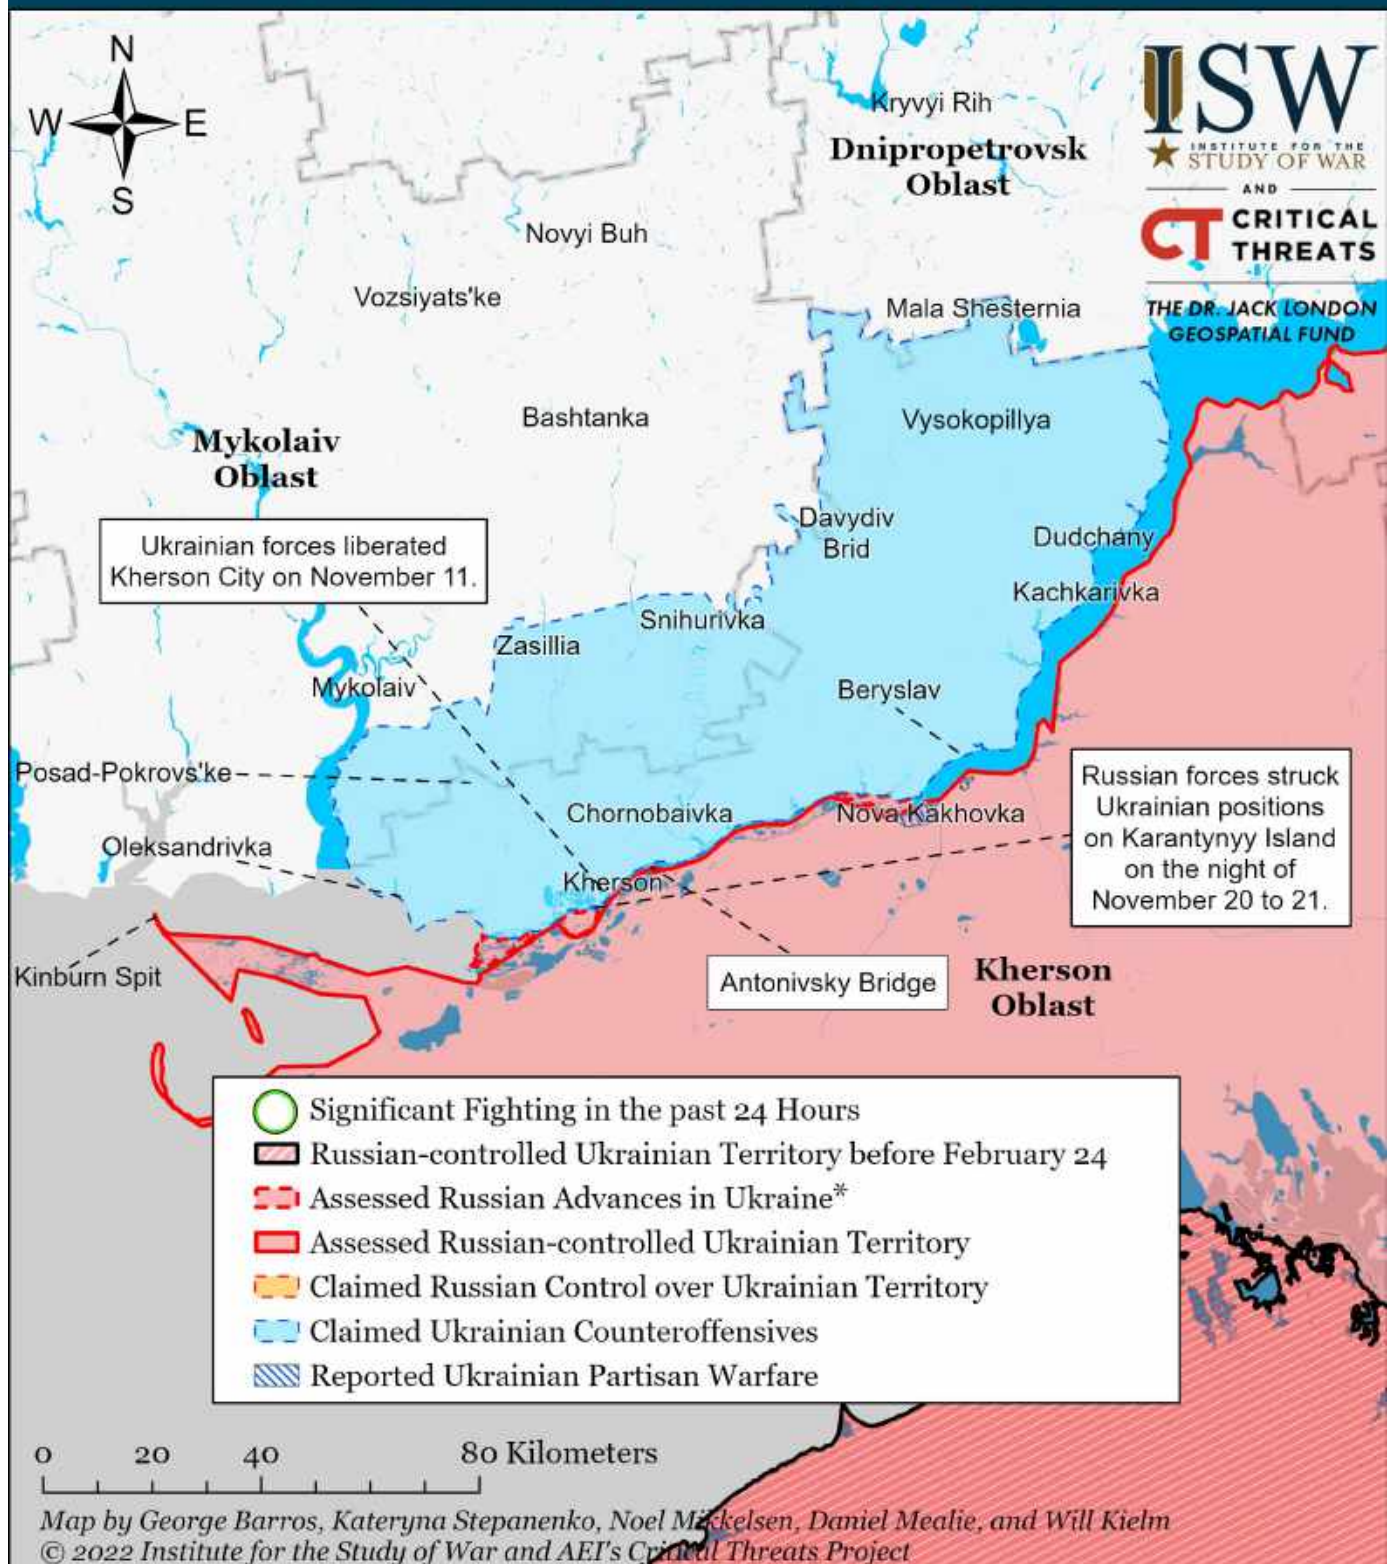 N
W E
S
ISW
INSTITUTE FOR THE
STUDY OF WAR
AND
CT CRITICAL
THREATS
THE DR. JACK LONDON
GEOSPATIAL FUND
Kryvyi Rih
Dnipropetrovsk
Oblast
Novyi Buh
Vozsiyats'ke
Mala Shesternia
Bashtanka
Vysokopillya
Mykolaiv
Oblast
Davydiv
Brid
Dudchany
Ukrainian forces liberated
Kherson City on November 11.
Kachkarivka
Snihurivka
Zasillia
Mykolaiv
Beryslav
Posad-Pokrovs'ke
Russian forces struck
Ukrainian positions
on Karantynyy Island
on the night of
November 20 to 21.
Chornobaivka
Nova Kakhovka
Oleksandrivka
Kherson
Kinburn Spit
Antonivsky Bridge
Kherson
Oblast
Significant Fighting in the past 24 Hours
Russian-controlled Ukrainian Territory before February 24
Assessed Russian Advances in Ukraine*
Assessed Russian-controlled Ukrainian Territory
Claimed Russian Control over Ukrainian Territory
Claimed Ukrainian Counteroffensives
Reported Ukrainian Partisan Warfare
0 20 40 80 Kilometers
Map by George Barros, Kateryna Stepanenko, Noel Mikkelsen, Daniel Mealie, and Will Kielm
© 2022 Institute for the Study of War and AEI's Critical Threats Project